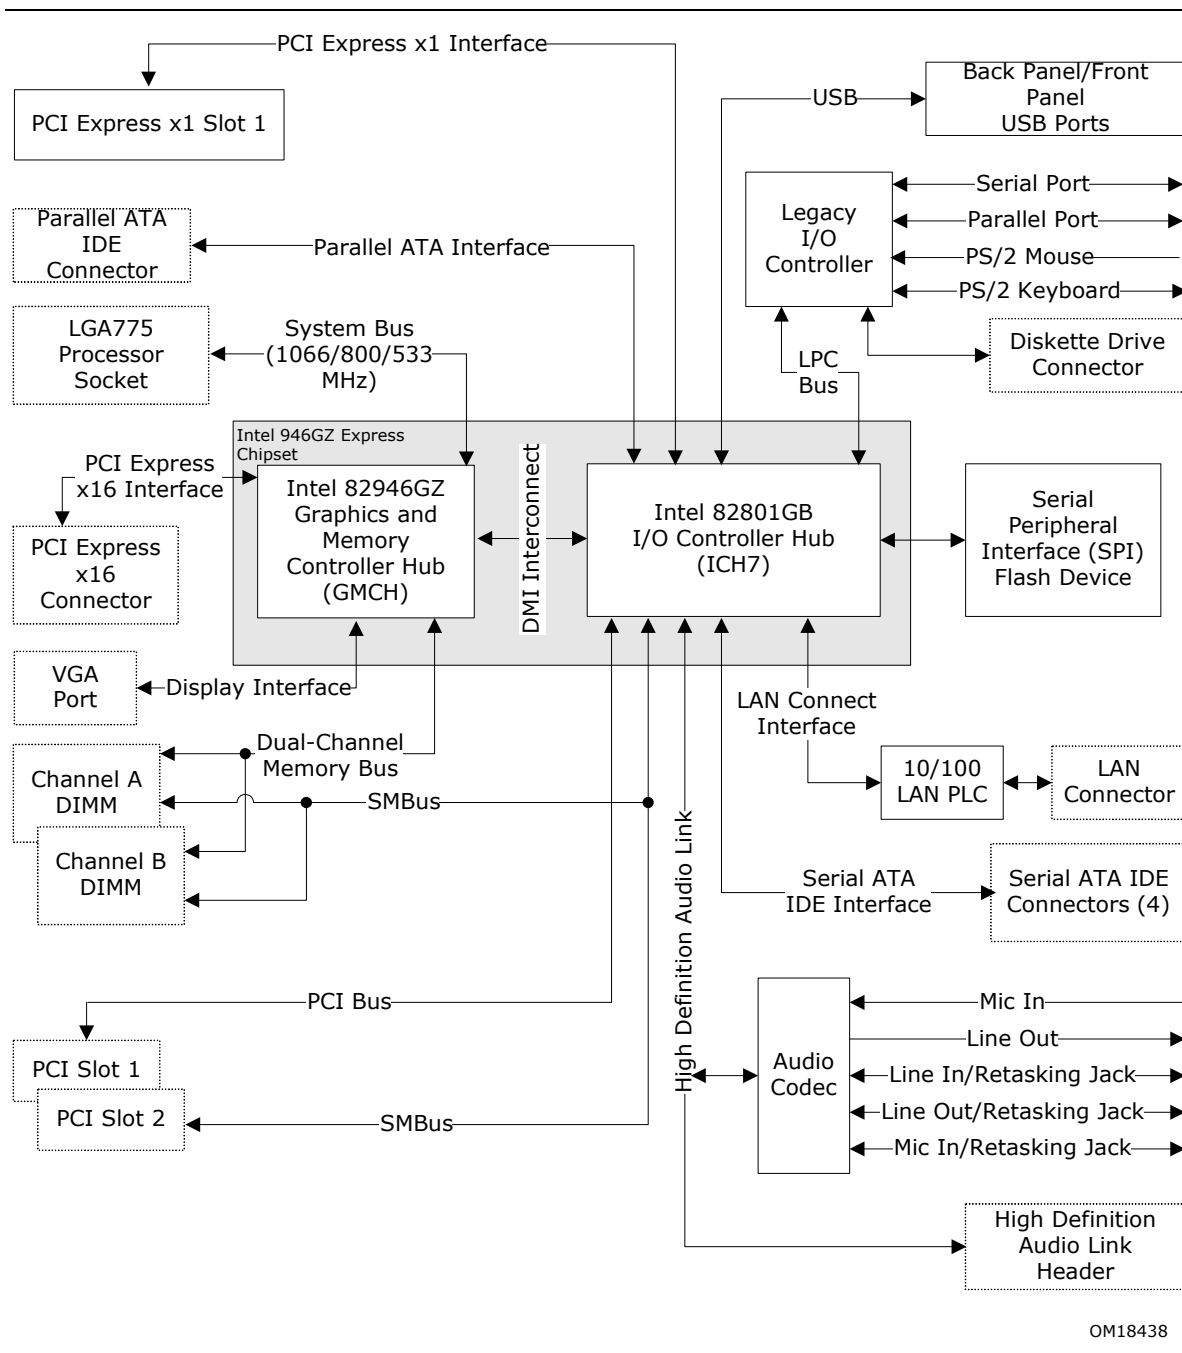 PCI Express x1 Interface
PCI Express x1 Slot 1
USB
Back Panel/Front
Panel
USB Ports
Parallel ATA
IDE
Connector
Parallel ATA Interface
Legacy
I/O
Controller
Serial Port
Parallel Port
PS/2 Mouse
PS/2 Keyboard
LGA775
Processor
Socket
System Bus
(1066/800/533
MHz)
LPC
Bus
Diskette Drive
Connector
Intel 946GZ Express
Chipset
PCI Express
x16 Interface
PCI Express
x16
Connector
Intel 82946GZ
Graphics and
Memory
Controller Hub
(GMCH)
DMI Interconnect
Intel 82801GB
I/O Controller Hub
(ICH7)
Serial
Peripheral
Interface (SPI)
Flash Device
VGA
Port
Display Interface
LAN Connect
Interface
Dual-Channel
Memory Bus
Channel A
DIMM
SMBus
Channel B
DIMM
10/100
LAN PLC
LAN
Connector
High Definition Audio Link
Serial ATA
IDE Interface
Serial ATA IDE
Connectors (4)
PCI Bus
PCI Slot 1
PCI Slot 2
SMBus
Audio
Codec
Mic In
Line Out
Line In/Retasking Jack
Line Out/Retasking Jack
Mic In/Retasking Jack
High Definition
Audio Link
Header
OM18438